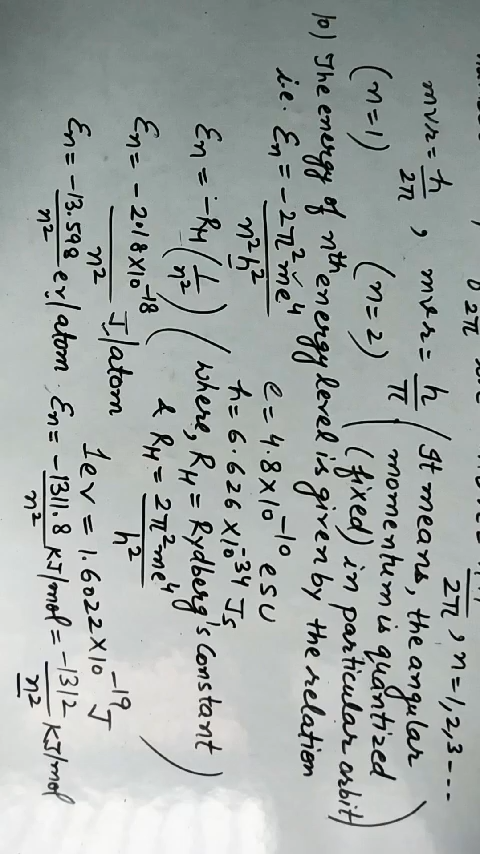 2π 2π, n = 1, 2, 3 ----
mvr = h/2π, mvr = h/π (It means, the angular
(n=1) (n=2) momentum is quantized
(fixed) in particular orbit)
b) The energy of nth energy level is given by the relation
i.e. En = -2π²me⁴/n²h² e = 4.8×10⁻¹⁰ esu
h = 6.626×10⁻³⁴ Js
En = -RH (1/n²) (where, RH = Rydberg's constant
& RH = 2π²me⁴/h²)
En = -2.18×10⁻¹⁸/n² J/atom 1ev = 1.6022×10⁻¹⁹ J
En = -13.598/n² ev/atom. En = -1311.8/n² kJ/mol = -1312/n² kJ/mol